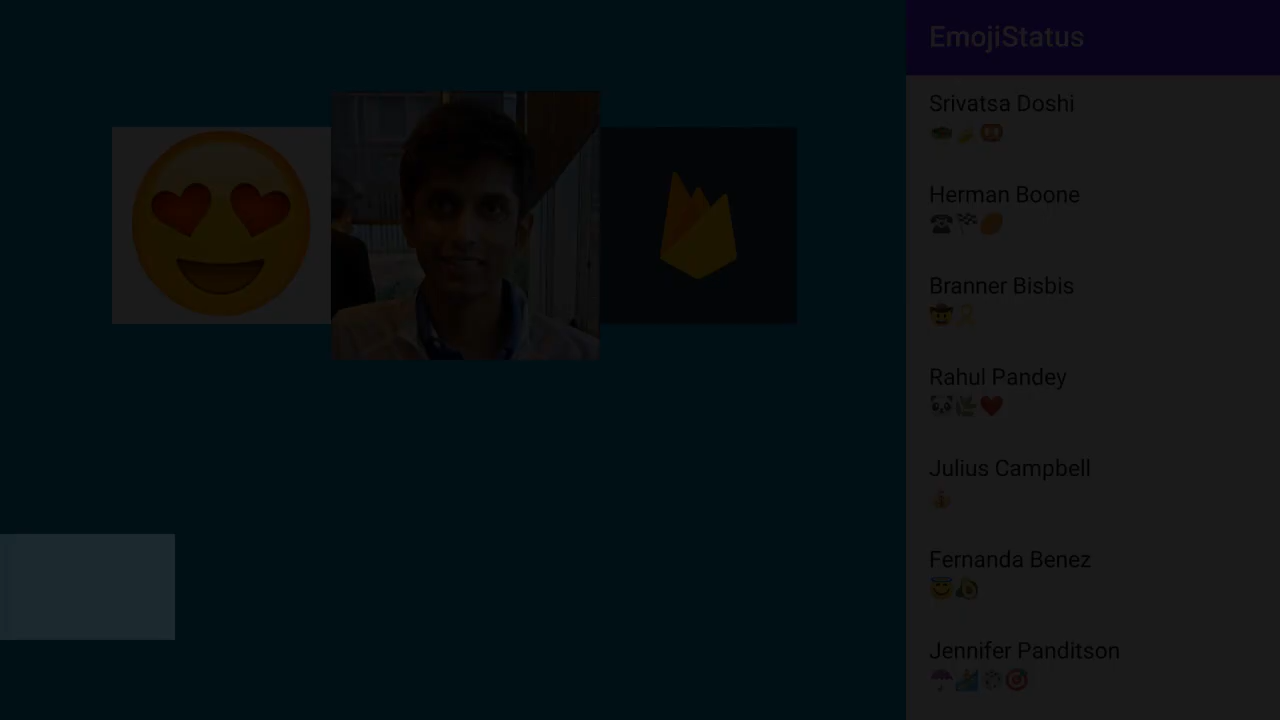 EmojiStatus
Srivatsa Doshi
Herman Boone
Branner Bisbis
Rahul Pandey
Julius Campbell
Fernanda Benez
Jennifer Panditson